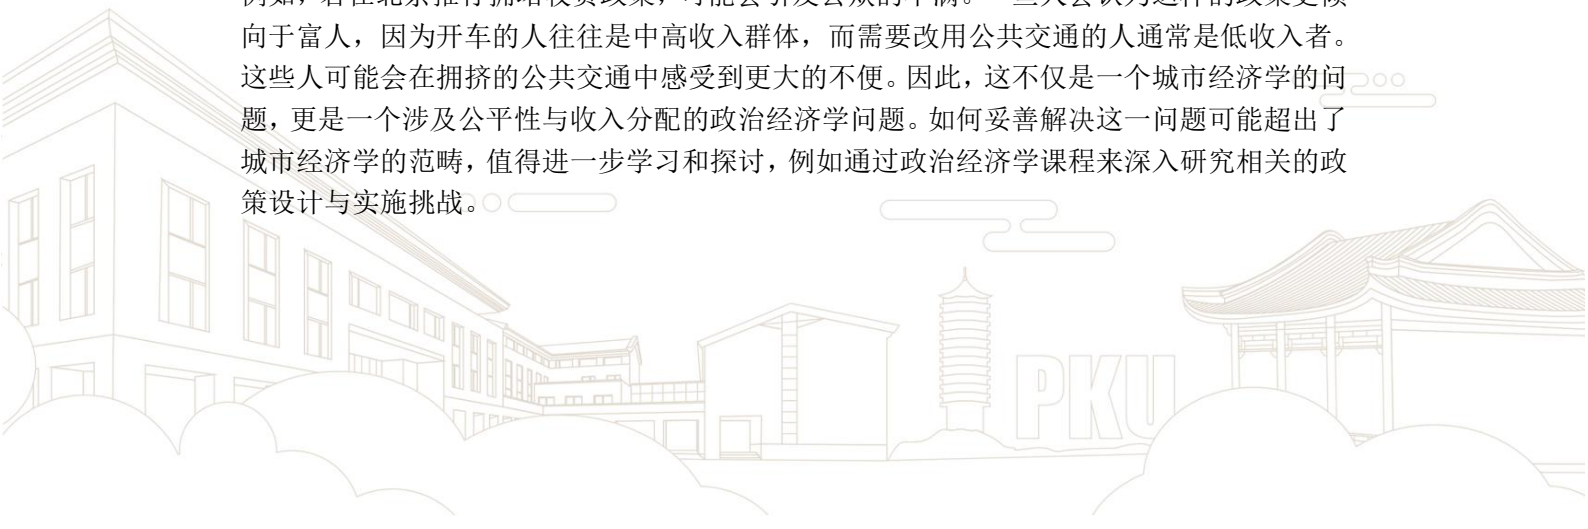 向于富人，因为开车的人往往是中高收入群体，而需要改用公共交通的人通常是低收入者。
这些人可能会在拥挤的公共交通中感受到更大的不便。因此，这不仅是一个城市经济学的问
题，更是一个涉及公平性与收入分配的政治经济学问题。如何妥善解决这一问题可能超出了
城市经济学的范畴，值得进一步学习和探讨，例如通过政治经济学课程来深入研究相关的政
策设计与实施挑战。
PKU